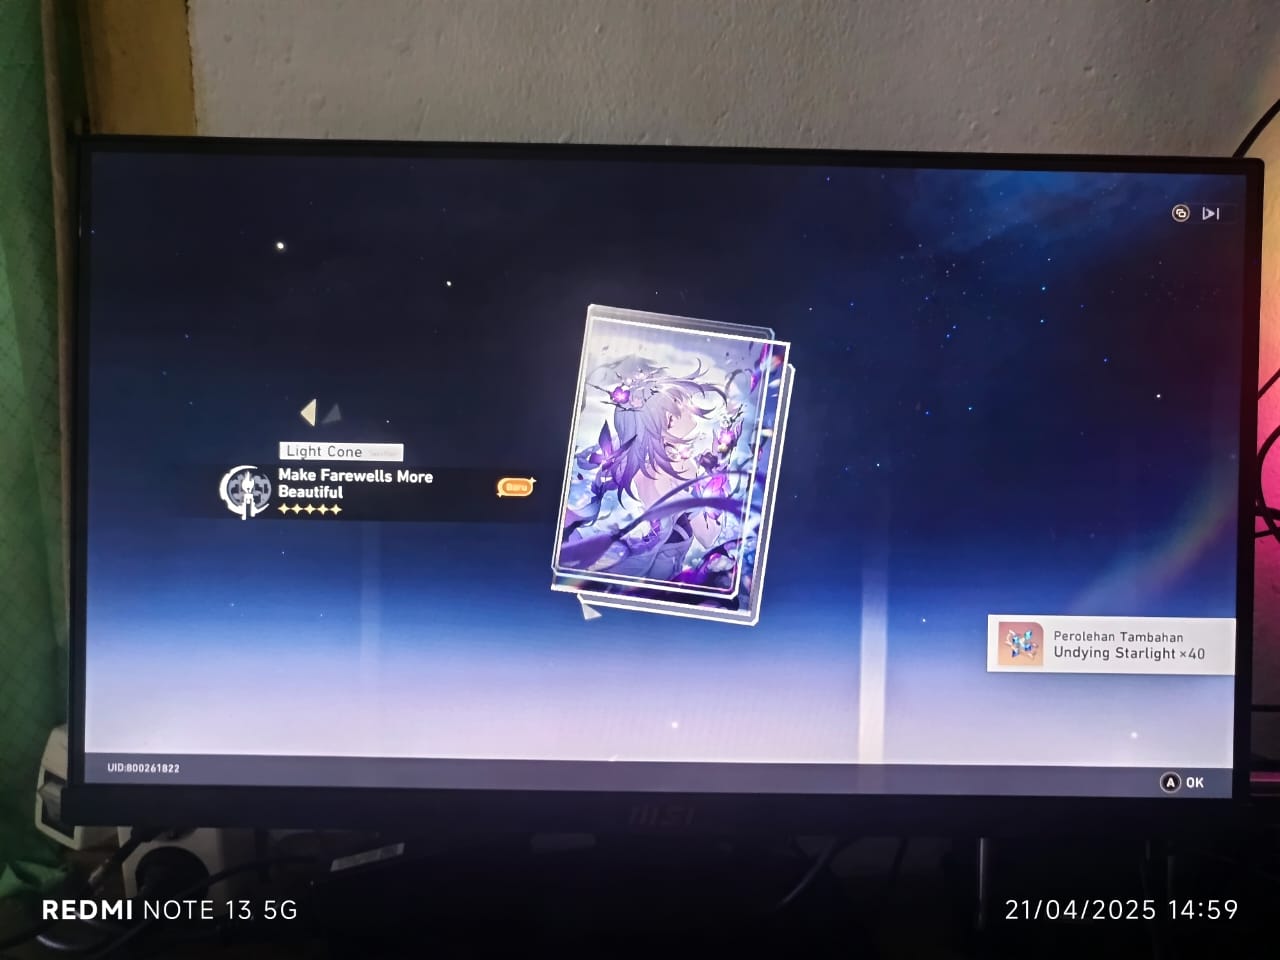 Light Cone
Make Farewells More
Beautiful
Baru
Perolehan Tambahan
Undying Starlight ×40
UID:800261822
A OK
msi
REDMI NOTE 13 5G
21/04/2025 14:59